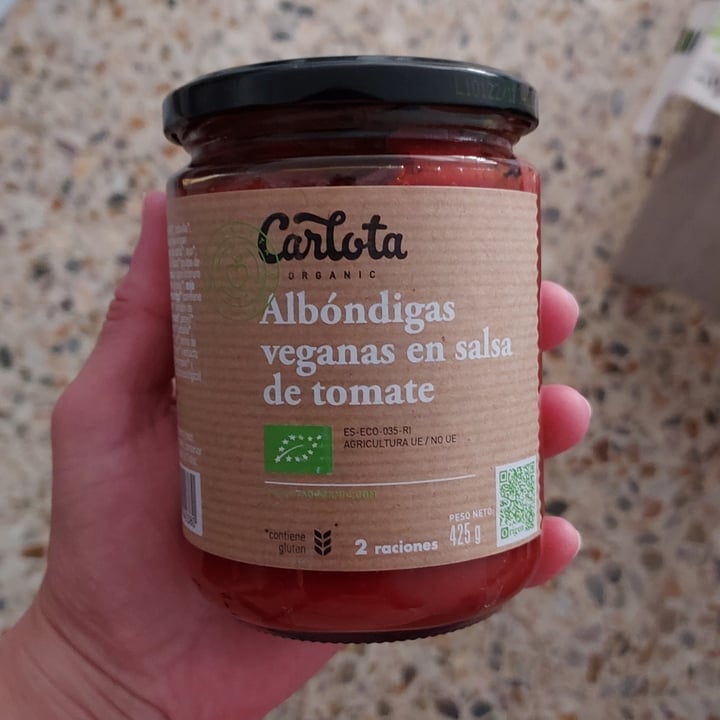 Carlota
ORGANIC
Albóndigas
veganas en salsa
de tomate
ES-ECO-035-RI
AGRICULTURA UE / NO UE
*contiene
gluten
2 raciones
PESO NETO:
425 g